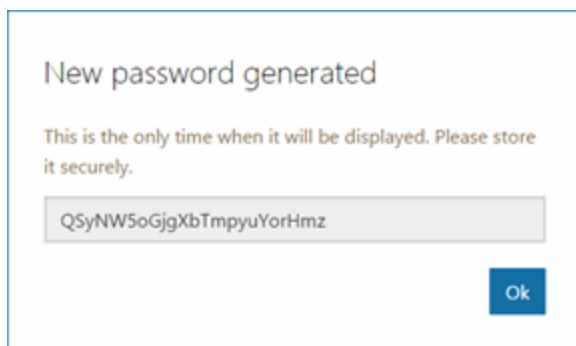 New password generated
This is the only time when it will be displayed. Please store
it securely.
QSyNW5oGjgXbTmpyuYorHmz
Ok